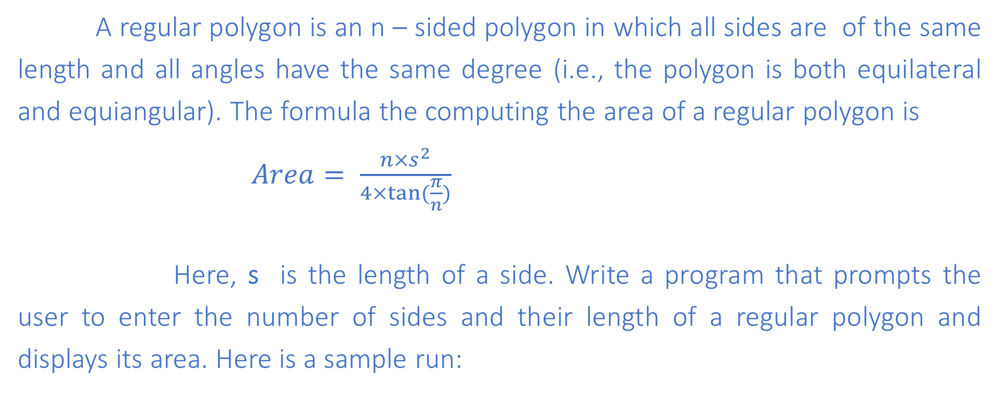 A regular polygon is an n – sided polygon in which all sides are of the same
length and all angles have the same degree (i.e., the polygon is both equilateral
and equiangular). The formula the computing the area of a regular polygon is
Area = \frac{n×s^2}{4×tan(\frac{π}{n})}
Here, s is the length of a side. Write a program that prompts the
user to enter the number of sides and their length of a regular polygon and
displays its area. Here is a sample run: